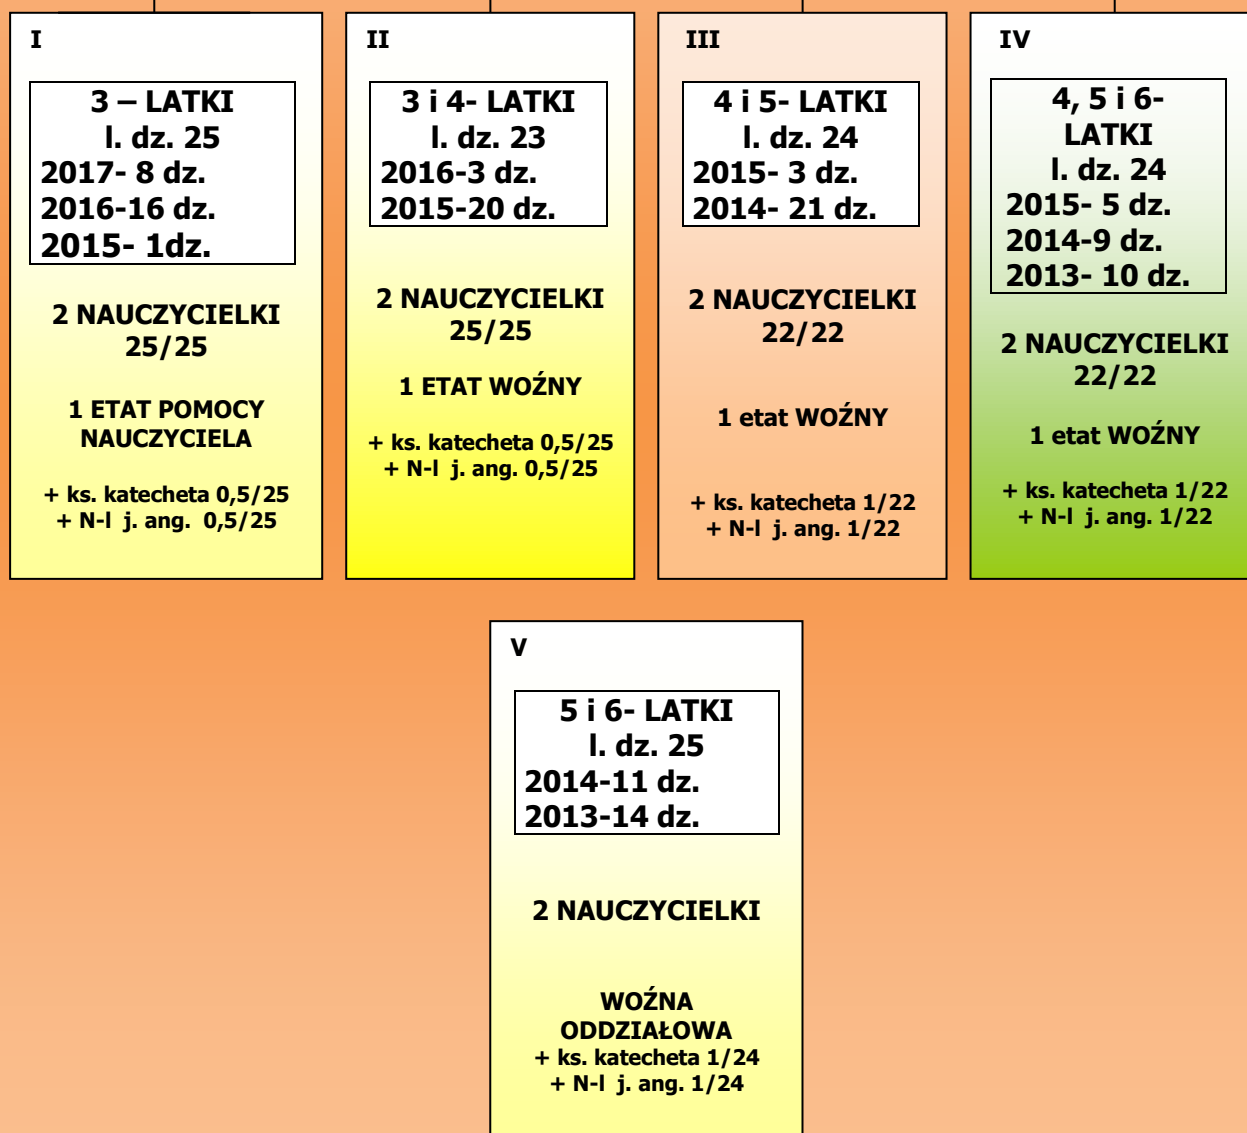 I
3 – LATKI
l. dz. 25
2017- 8 dz.
2016-16 dz.
2015- 1dz.
2 NAUCZYCIELKI
25/25
1 ETAT POMOCY
NAUCZYCIELA
+ ks. katecheta 0,5/25
+ N-l j. ang. 0,5/25
II
3 i 4- LATKI
l. dz. 23
2016-3 dz.
2015-20 dz.
2 NAUCZYCIELKI
25/25
1 ETAT WOŹNY
+ ks. katecheta 0,5/25
+ N-l j. ang. 0,5/25
III
4 i 5- LATKI
l. dz. 24
2015- 3 dz.
2014- 21 dz.
2 NAUCZYCIELKI
22/22
1 etat WOŹNY
+ ks. katecheta 1/22
+ N-l j. ang. 1/22
IV
4, 5 i 6-
LATKI
l. dz. 24
2015- 5 dz.
2014-9 dz.
2013- 10 dz.
2 NAUCZYCIELKI
22/22
1 etat WOŹNY
+ ks. katecheta 1/22
+ N-l j. ang. 1/22
V
5 i 6- LATKI
l. dz. 25
2014-11 dz.
2013-14 dz.
2 NAUCZYCIELKI
WOŹNA
ODDZIAŁOWA
+ ks. katecheta 1/24
+ N-l j. ang. 1/24